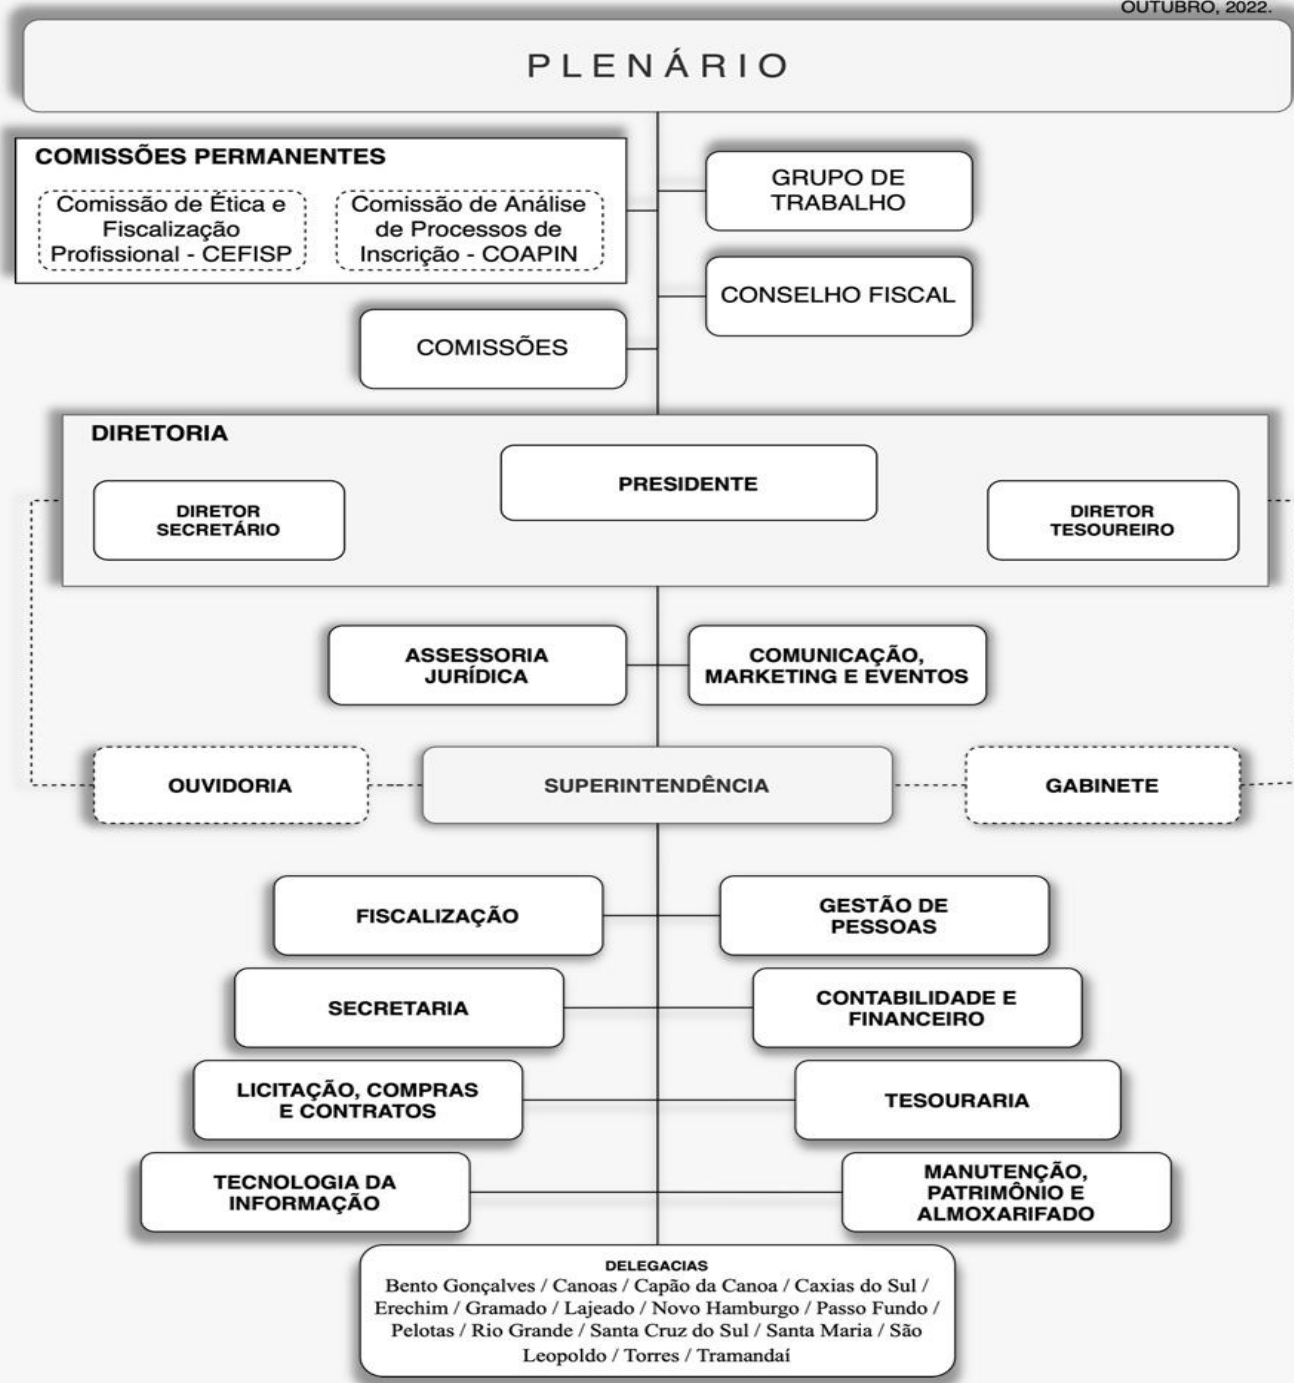 OUTUBRO, 2022.
PLENÁRIO
COMISSÕES PERMANENTES
Comissão de Ética e
Fiscalização
Profissional - CEFISP
Comissão de Análise
de Processos de
Inscrição - COAPIN
GRUPO DE
TRABALHO
CONSELHO FISCAL
COMISSÕES
DIRETORIA
PRESIDENTE
DIRETOR
SECRETÁRIO
DIRETOR
TESOUREIRO
ASSESSORIA
JURÍDICA
COMUNICAÇÃO,
MARKETING E EVENTOS
OUVIDORIA
SUPERINTENDÊNCIA
GABINETE
FISCALIZAÇÃO
GESTÃO DE
PESSOAS
SECRETARIA
CONTABILIDADE E
FINANCEIRO
LICITAÇÃO, COMPRAS
E CONTRATOS
TESOURARIA
TECNOLOGIA DA
INFORMAÇÃO
MANUTENÇÃO,
PATRIMÔNIO E
ALMOXARIFADO
DELEGACIAS
Bento Gonçalves / Canoas / Capão da Canoa / Caxias do Sul /
Erechim / Gramado / Lajeado / Novo Hamburgo / Passo Fundo /
Pelotas / Rio Grande / Santa Cruz do Sul / Santa Maria / São
Leopoldo / Torres / Tramandaí